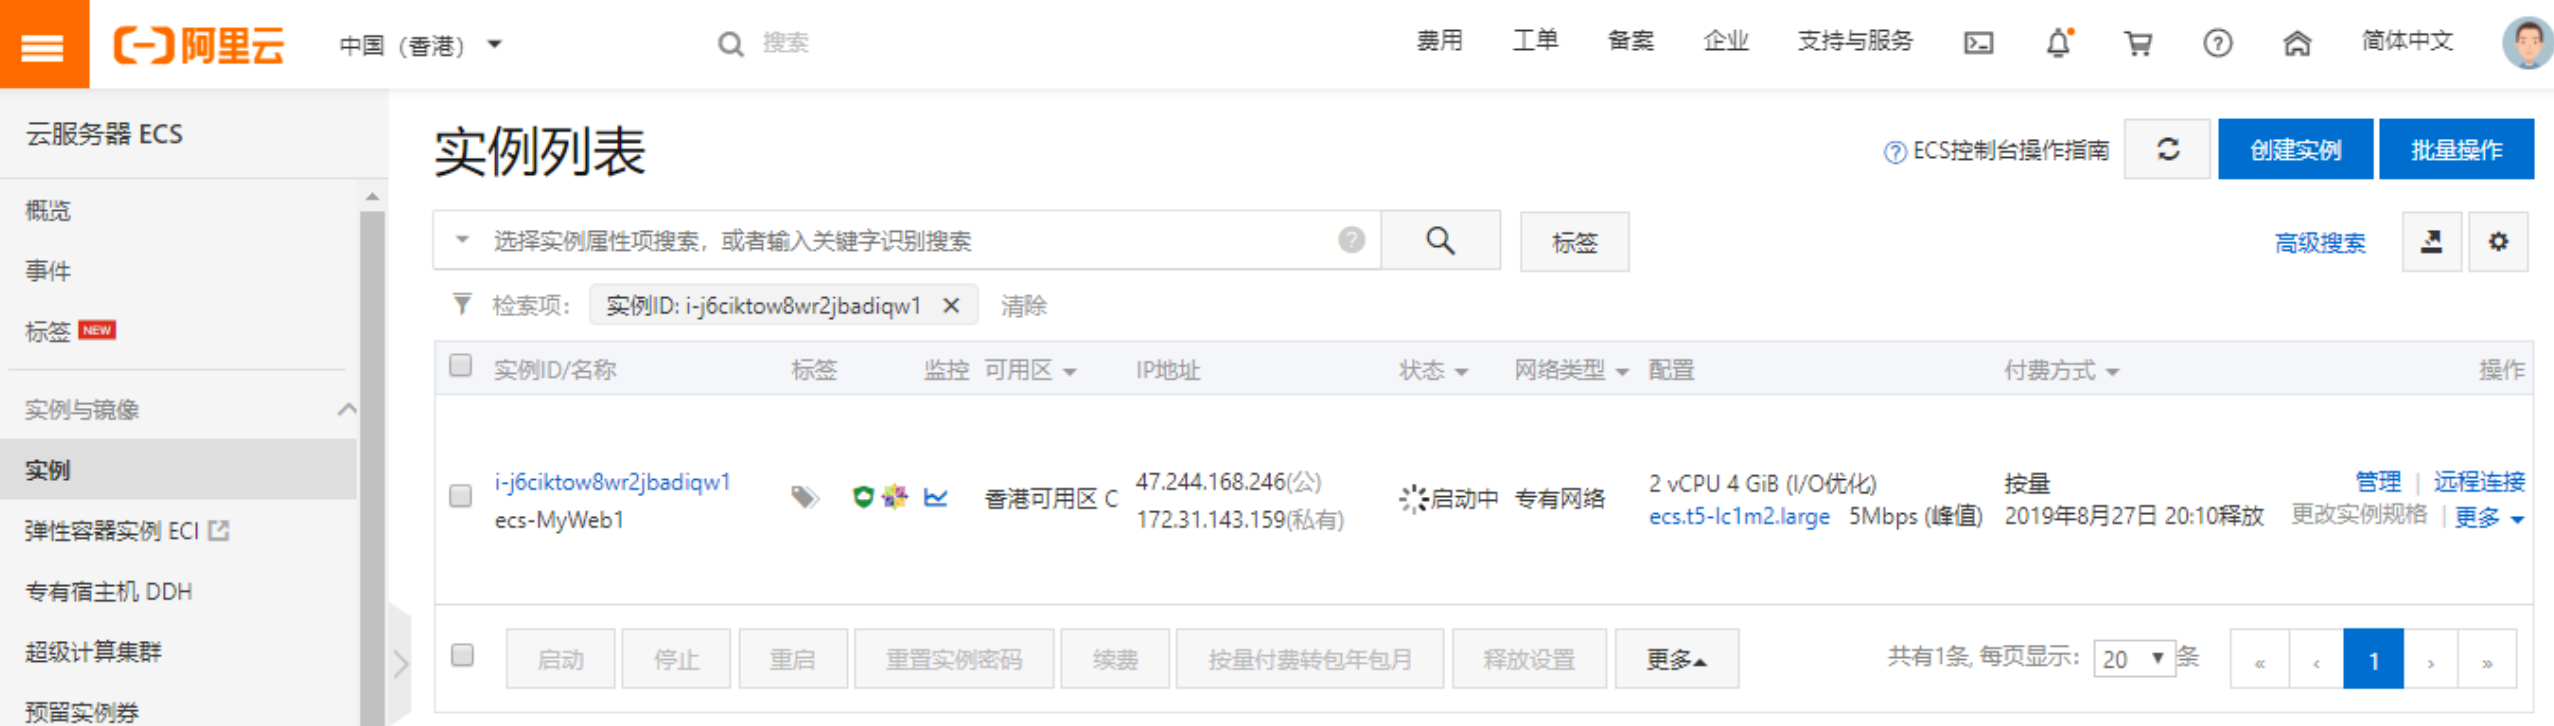 阿里云 中国（香港） 搜索 费用 工单 备案 企业 支持与服务 简体中文
云服务器 ECS
概览
事件
标签 NEW
实例与镜像
实例
弹性容器实例 ECI
专有宿主机 DDH
超级计算集群
预留实例券
实例列表 ECS控制台操作指南 创建实例 批量操作
选择实例属性项搜索，或者输入关键字识别搜索 标签 高级搜索
检索项： 实例ID: i-j6ciktow8wr2jbadiqw1 清除
实例ID/名称 标签 监控 可用区 IP地址 状态 网络类型 配置 付费方式 操作
i-j6ciktow8wr2jbadiqw1
ecs-MyWeb1
香港可用区 C
47.244.168.246(公)
172.31.143.159(私有)
启动中 专有网络
2 vCPU 4 GiB (I/O优化)
ecs.t5-lc1m2.large 5Mbps (峰值)
按量
2019年8月27日 20:10释放
管理 | 远程连接
更改实例规格 | 更多
启动 停止 重启 重置实例密码 续费 按量付费转包年包月 释放设置 更多 共有1条, 每页显示： 20 条 « ‹ 1 › »